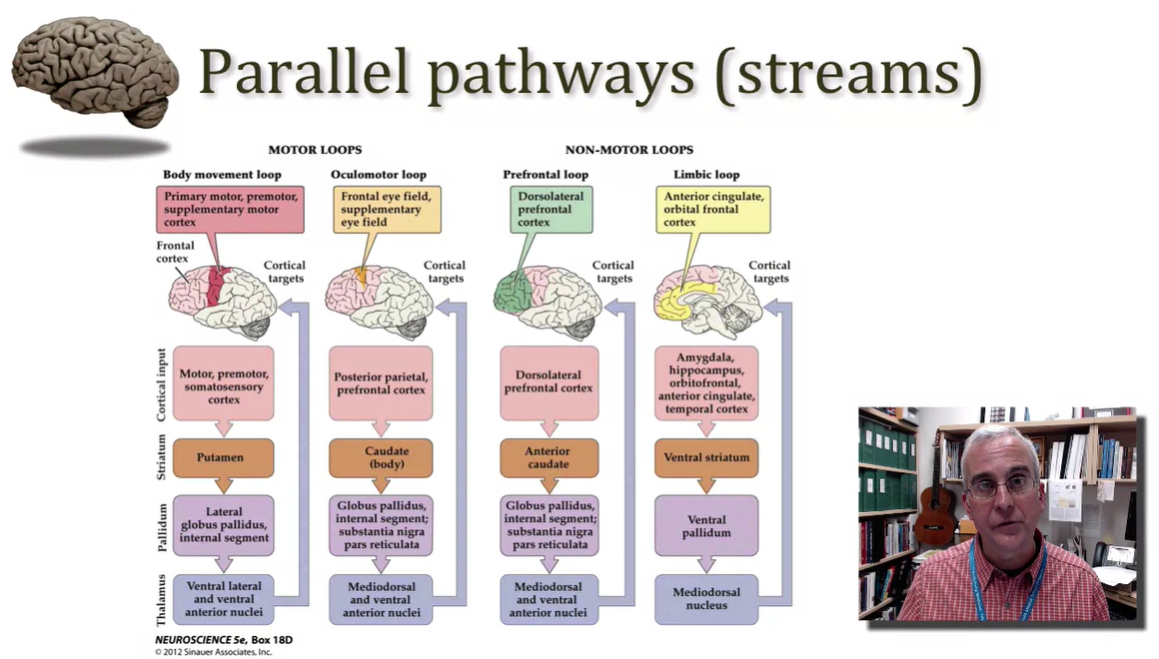 Parallel pathways (streams)
MOTOR LOOPS
NON-MOTOR LOOPS
Body movement loop
Oculomotor loop
Prefrontal loop
Limbic loop
Primary motor, premotor,
supplementary motor
cortex
Frontal eye field,
supplementary
eye field
Dorsolateral
prefrontal
cortex
Anterior cingulate,
orbital frontal
cortex
Frontal
cortex
Cortical
targets
Cortical
targets
Cortical
targets
Cortical
targets
Cortical input
Motor, premotor,
somatosensory
cortex
Posterior parietal,
prefrontal cortex
Dorsolateral
prefrontal cortex
Amygdala,
hippocampus,
orbitofrontal,
anterior cingulate,
temporal cortex
Striatum
Putamen
Caudate
(body)
Anterior
caudate
Ventral striatum
Pallidum
Lateral
globus pallidus,
internal segment
Globus pallidus,
internal segment;
substantia nigra
pars reticulata
Globus pallidus,
internal segment;
substantia nigra
pars reticulata
Ventral
pallidum
Thalamus
Ventral lateral
and ventral
anterior nuclei
Mediodorsal
and ventral
anterior nuclei
Mediodorsal
and ventral
anterior nuclei
Mediodorsal
nucleus
NEUROSCIENCE 5e, Box 18D
© 2012 Sinauer Associates, Inc.